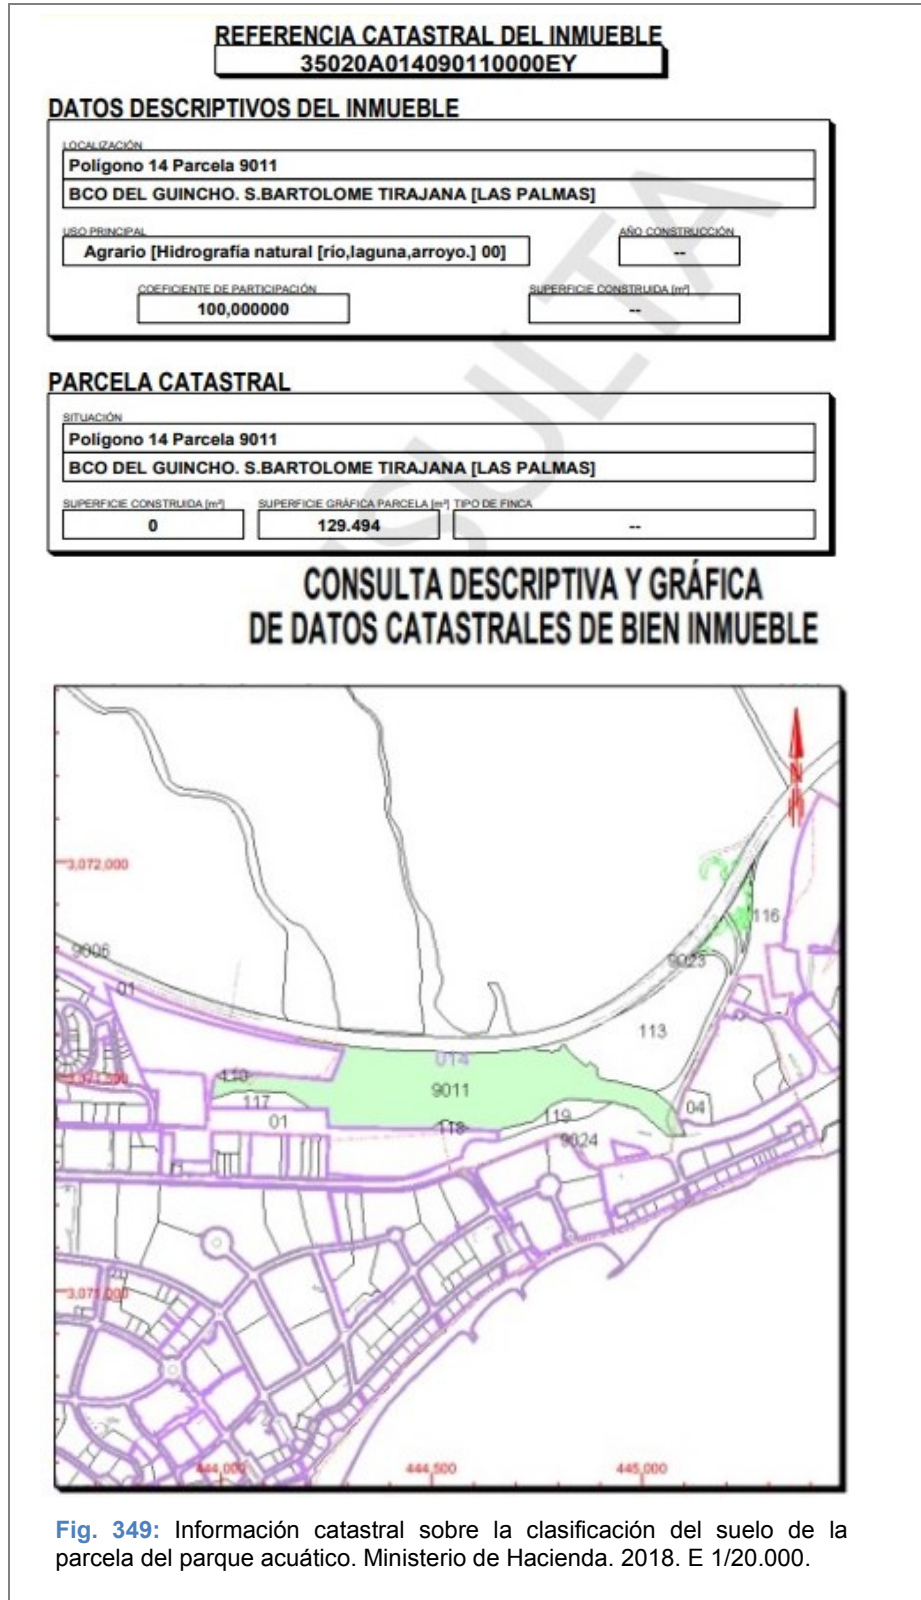 REFERENCIA CATASTRAL DEL INMUEBLE
35020A014090110000EY
DATOS DESCRIPTIVOS DEL INMUEBLE
LOCALIZACIÓN
Polígono 14 Parcela 9011
BCO DEL GUINCHO. S.BARTOLOME TIRAJANA [LAS PALMAS]
USO PRINCIPAL
AÑO CONSTRUCCIÓN
Agrario [Hidrografía natural [río,laguna,arroyo.] 00]
--
COEFICIENTE DE PARTICIPACIÓN
SUPERFICIE CONSTRUIDA [m²]
100,000000
--
PARCELA CATASTRAL
SITUACIÓN
Polígono 14 Parcela 9011
BCO DEL GUINCHO. S.BARTOLOME TIRAJANA [LAS PALMAS]
SUPERFICIE CONSTRUIDA [m²]
SUPERFICIE GRÁFICA PARCELA [m²]
TIPO DE FINCA
0
129.494
--
SULTA
CONSULTA DESCRIPTIVA Y GRÁFICA
DE DATOS CATASTRALES DE BIEN INMUEBLE
N
3,072,000
116
9006
9023
01
113
014
3,071,500
110
9011
117
04
119
01
118
9024
3,071,000
444,000
444,500
445,000
Fig. 349: Información catastral sobre la clasificación del suelo de la
parcela del parque acuático. Ministerio de Hacienda. 2018. E 1/20.000.